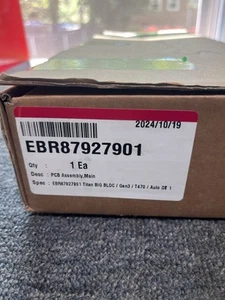 2024/10/19
EBR87927901
Qty : 1 Ea
Desc : PCB Assembly,Main
Spec : EBR87927901 Titan BIG BLDC / Gen3 / T470 / Auto DE 1